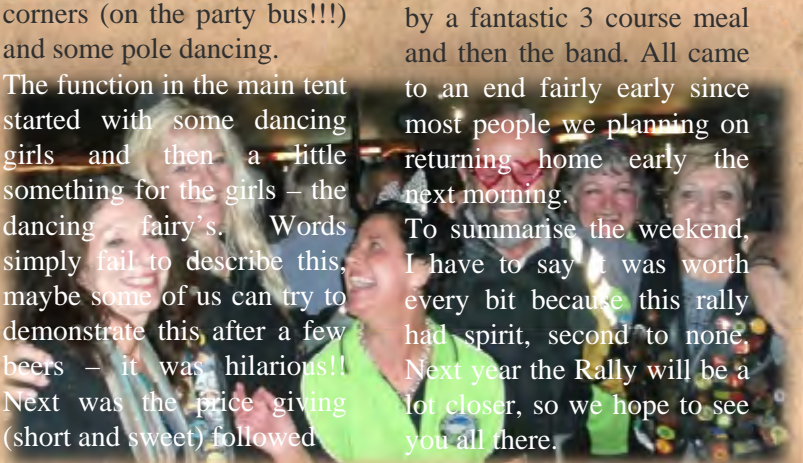 corners (on the party bus!!!)
and some pole dancing.
The function in the main tent
started with some dancing
girls and then a little
something for the girls – the
dancing fairy's. Words
simply fail to describe this,
maybe some of us can try to
demonstrate this after a few
beers – it was hilarious!!
Next was the price giving
(short and sweet) followed
by a fantastic 3 course meal
and then the band. All came
to an end fairly early since
most people we planning on
returning home early the
next morning.
To summarise the weekend,
I have to say it was worth
every bit because this rally
had spirit, second to none,
Next year the Rally will be a
lot closer, so we hope to see
you all there.